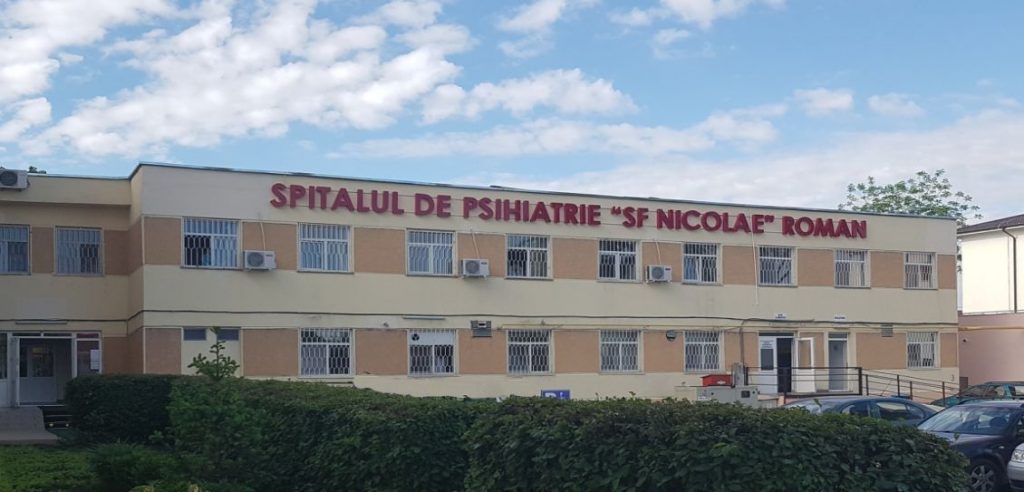 SPITALUL DE PSIHIATRIE "SF NICOLAE" ROMAN